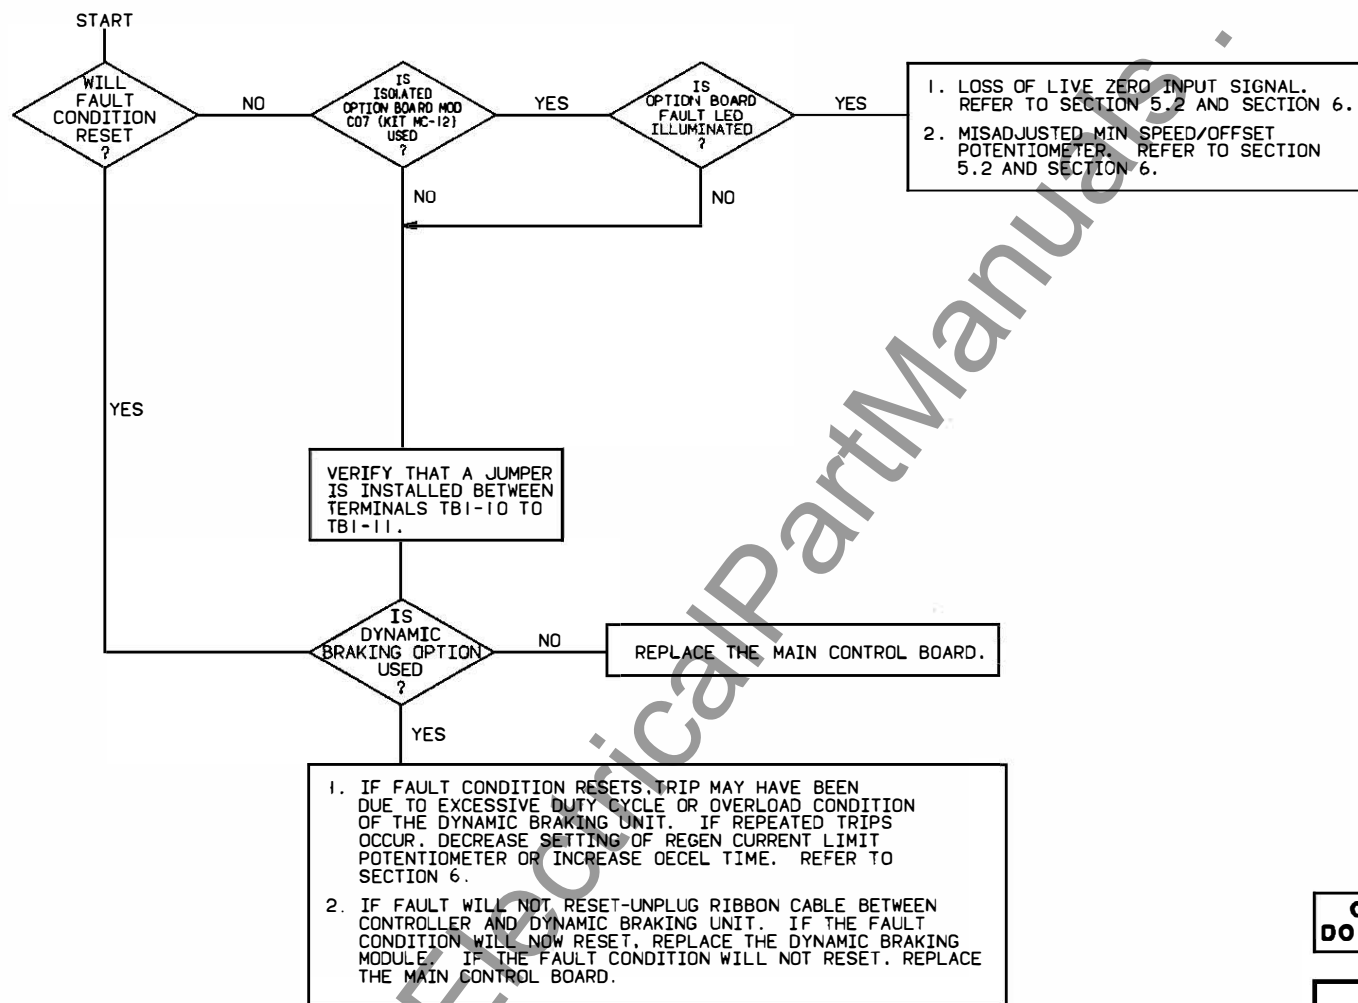 START
WILL
FAULT
CONDITION
RESET
?
NO
IS
ISOLATED
OPTION BOARD MOD
C07 (KIT MC-12)
USED
?
YES
IS
OPTION BOARD
FAULT LED
ILLUMINATED
?
YES
1. LOSS OF LIVE ZERO INPUT SIGNAL.
REFER TO SECTION 5.2 AND SECTION 6.
2. MISADJUSTED MIN SPEED/OFFSET
POTENTIOMETER. REFER TO SECTION
5.2 AND SECTION 6.
NO
NO
YES
VERIFY THAT A JUMPER
IS INSTALLED BETWEEN
TERMINALS TB1-10 TO
TB1-11.
IS
DYNAMIC
BRAKING OPTION
USED
?
NO
REPLACE THE MAIN CONTROL BOARD.
YES
1. IF FAULT CONDITION RESETS,TRIP MAY HAVE BEEN
DUE TO EXCESSIVE DUTY CYCLE OR OVERLOAD CONDITION
OF THE DYNAMIC BRAKING UNIT. IF REPEATED TRIPS
OCCUR, DECREASE SETTING OF REGEN CURRENT LIMIT
POTENTIOMETER OR INCREASE DECEL TIME. REFER TO
SECTION 6.
2. IF FAULT WILL NOT RESET-UNPLUG RIBBON CABLE BETWEEN
CONTROLLER AND DYNAMIC BRAKING UNIT. IF THE FAULT
CONDITION WILL NOW RESET, REPLACE THE DYNAMIC BRAKING
MODULE. IF THE FAULT CONDITION WILL NOT RESET, REPLACE
THE MAIN CONTROL BOARD.
DO
ElectricalPartManuals .